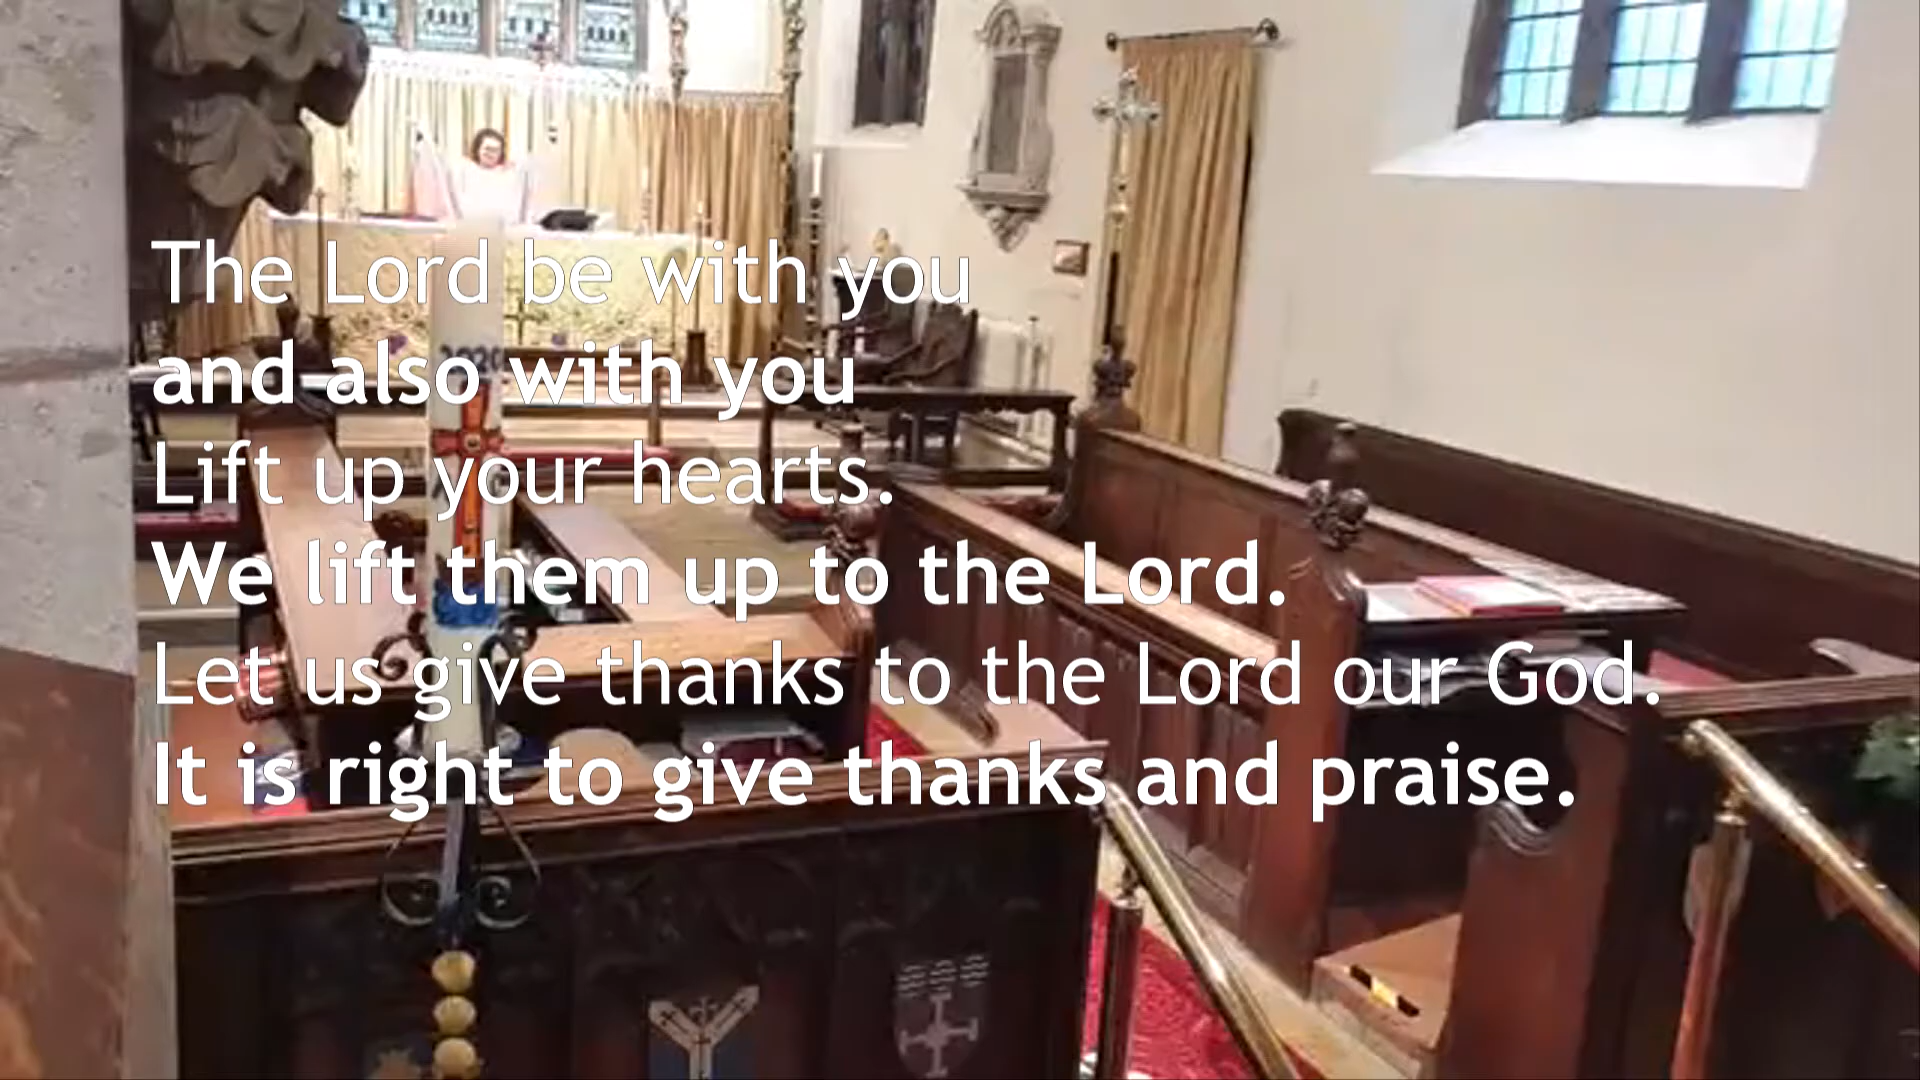 The Lord be with you
and also with you
Lift up your hearts.
We lift them up to the Lord.
Let us give thanks to the Lord our God.
It is right to give thanks and praise.
2020